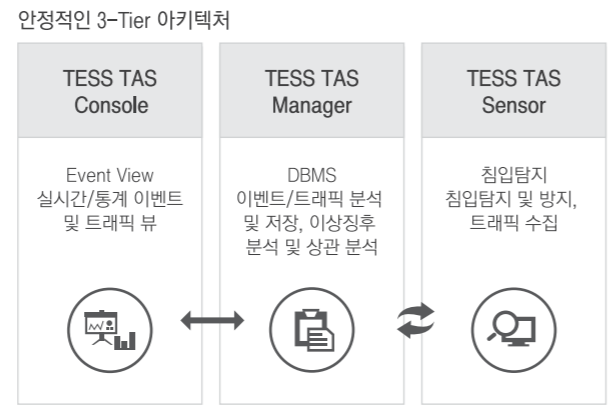 안정적인 3-Tier 아키텍처
TESS TAS
Console
Event View
실시간/통계 이벤트
및 트래픽 뷰
TESS TAS
Manager
DBMS
이벤트/트래픽 분석
및 저장, 이상징후
분석 및 상관 분석
TESS TAS
Sensor
침입탐지
침입탐지 및 방지,
트래픽 수집